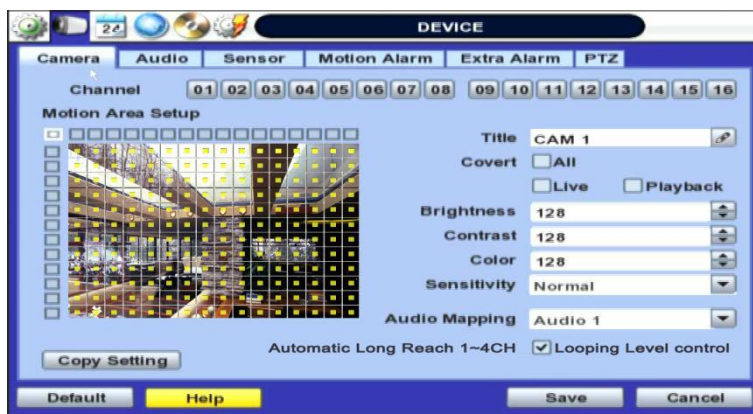 24
DEVICE
Camera Audio Sensor Motion Alarm Extra Alarm PTZ
Channel 01 02 03 04 05 06 07 08 09 10 11 12 13 14 15 16
Motion Area Setup
Title CAM 1
Covert All
Live Playback
Brightness 128
Contrast 128
Color 128
Sensitivity Normal
Audio Mapping Audio 1
Automatic Long Reach 1~4CH Looping Level control
Copy Setting
Default Help Save Cancel